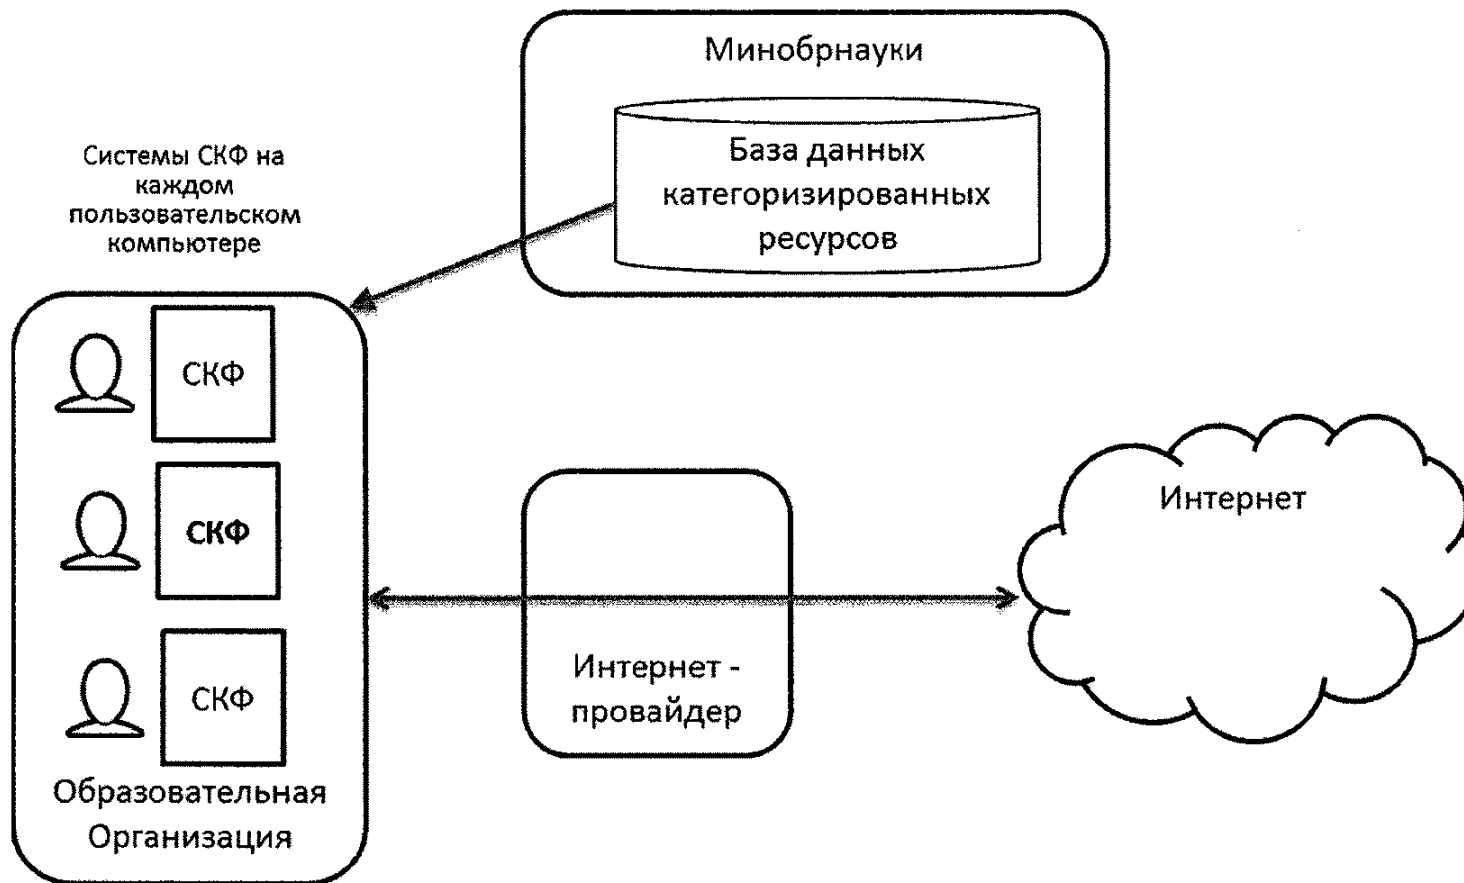 Минобрнауки
База данных
категоризированных
ресурсов
Системы СКФ на
каждом
пользовательском
компьютере
СКФ
СКФ
СКФ
Образовательная
Организация
Интернет -
провайдер
Интернет